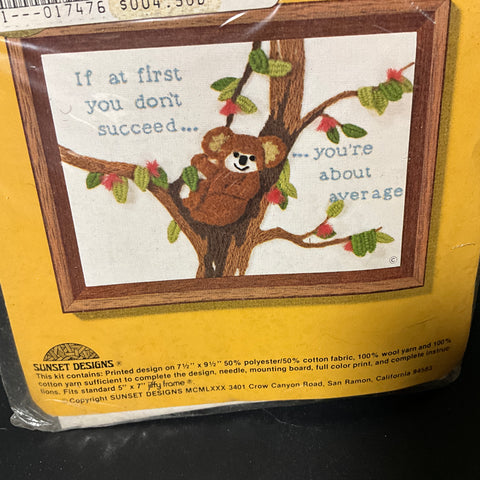 1---017476 $004.50D
If at first
you don't
succeed...
...you're
about
average
©
SUNSET DESIGNS®
This kit contains: Printed design on 7½" x 9½" 50% polyester/50% cotton fabric, 100% wool yarn and 100%
cotton yarn sufficient to complete the design, needle, mounting board, full color print, and complete instruc
tions. Fits standard 5" x 7" jiffy frame®.
Copyright SUNSET DESIGNS MCMLXXX 3401 Crow Canyon Road, San Ramon, California 94583